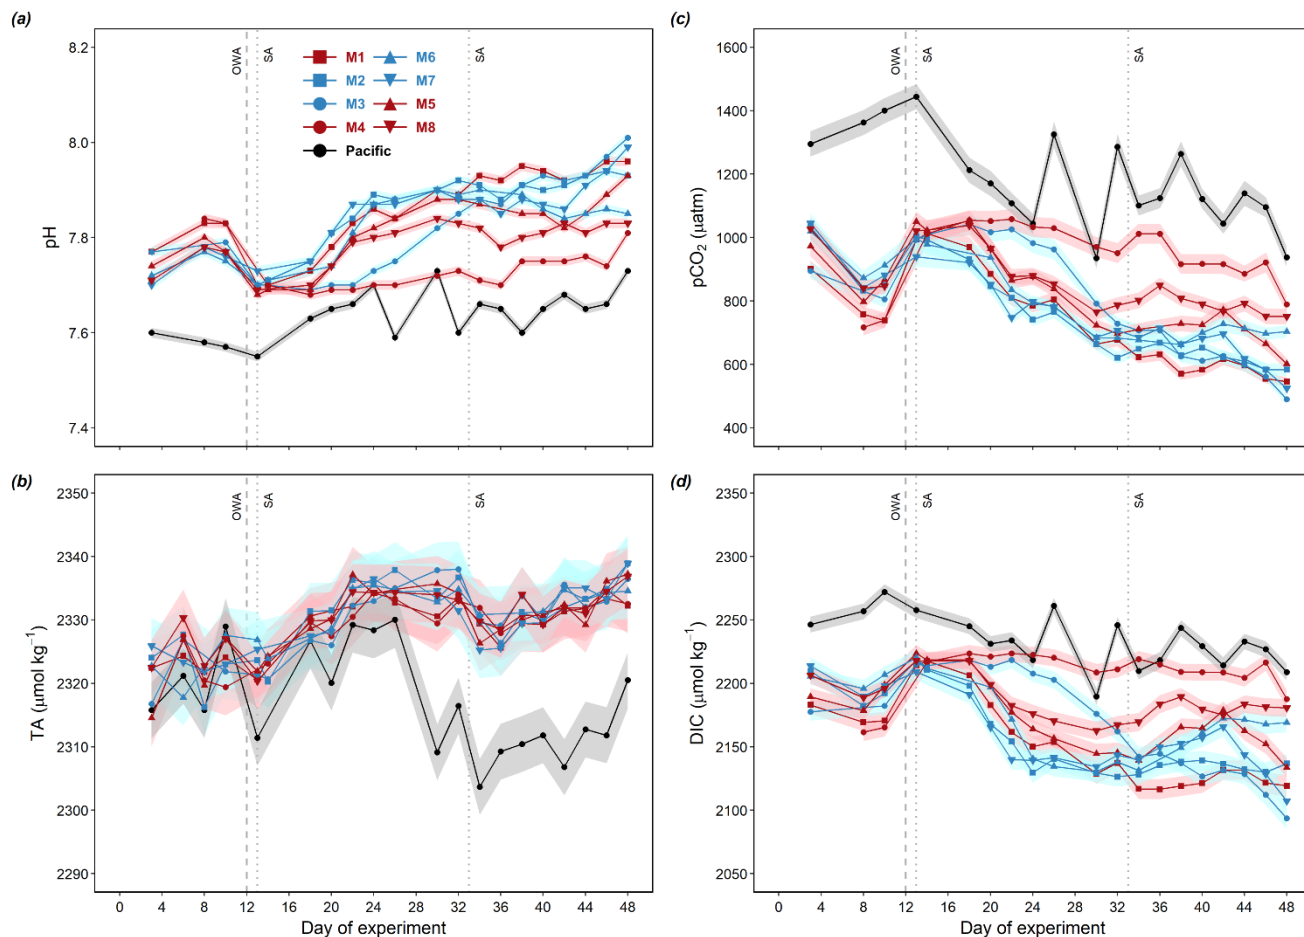 (a)
8.2
8.0
7.8
7.6
7.4
pH
OWA
SA
SA
M1 M6
M2 M7
M3 M5
M4 M8
Pacific
(c)
1600
1400
1200
1000
800
600
400
pCO₂ (µatm)
OWA
SA
SA
(b)
2350
2340
2330
2320
2310
2300
2290
TA (µmol kg⁻¹)
OWA
SA
SA
0 4 8 12 16 20 24 28 32 36 40 44 48
Day of experiment
(d)
2350
2300
2250
2200
2150
2100
2050
DIC (µmol kg⁻¹)
OWA
SA
SA
0 4 8 12 16 20 24 28 32 36 40 44 48
Day of experiment